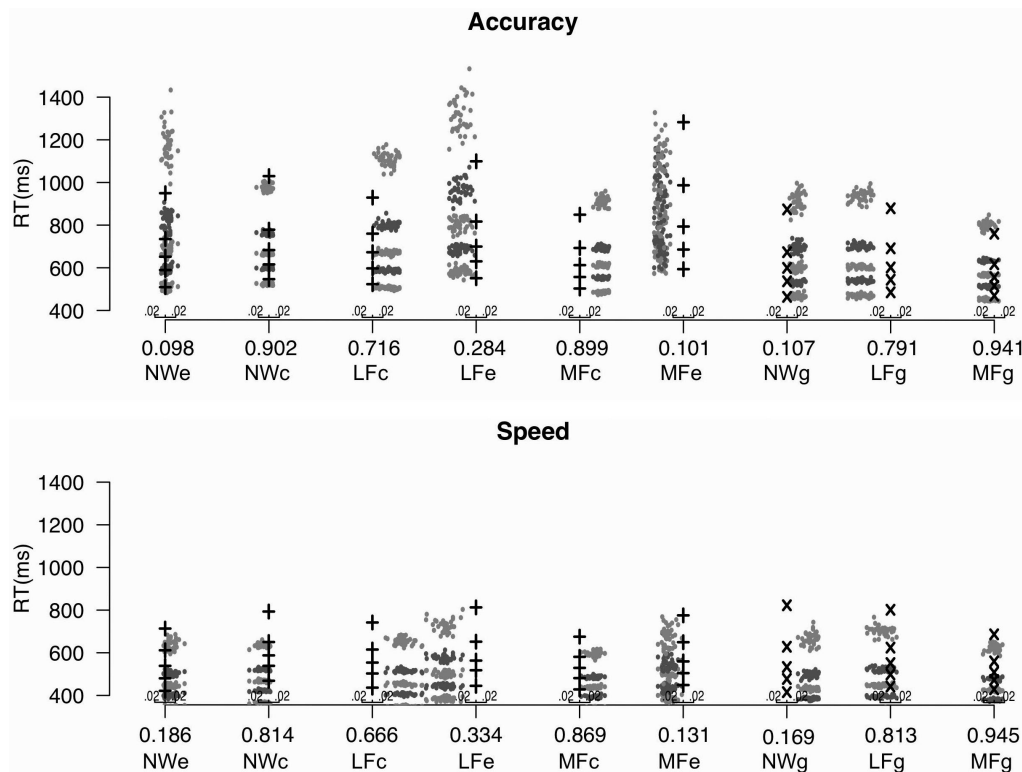 Accuracy
1400
1200
1000
800
600
400
RT(ms)
.02 .02 .02 .02 .02 .02 .02 .02 .02 .02 .02 .02 .02 .02 .02 .02 .02 .02
0.098 0.902 0.716 0.284 0.899 0.101 0.107 0.791 0.941
NWe NWc LFc LFe MFc MFe NWg LFg MFg
Speed
1400
1200
1000
800
600
400
RT(ms)
.02 .02 .02 .02 .02 .02 .02 .02 .02 .02 .02 .02 .02 .02 .02 .02 .02 .02
0.186 0.814 0.666 0.334 0.869 0.131 0.169 0.813 0.945
NWe NWc LFc LFe MFc MFe NWg LFg MFg